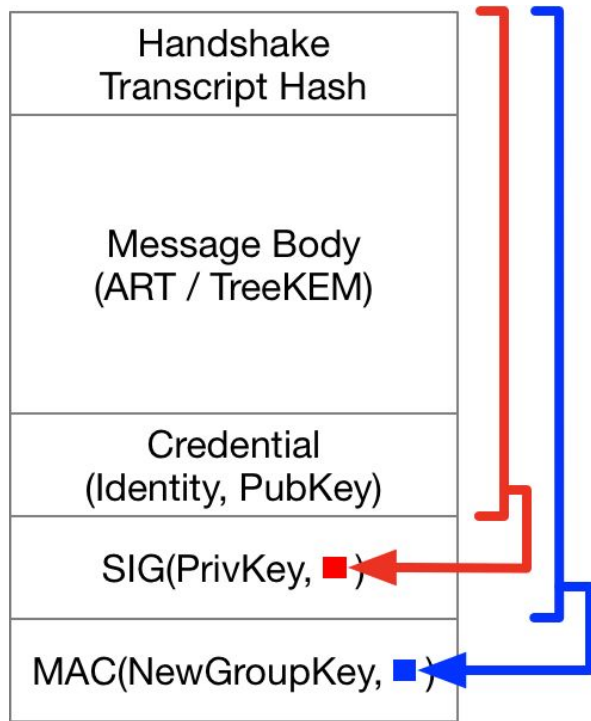 Handshake
Transcript Hash
Message Body
(ART / TreeKEM)
Credential
(Identity, PubKey)
SIG(PrivKey, )
MAC(NewGroupKey, )